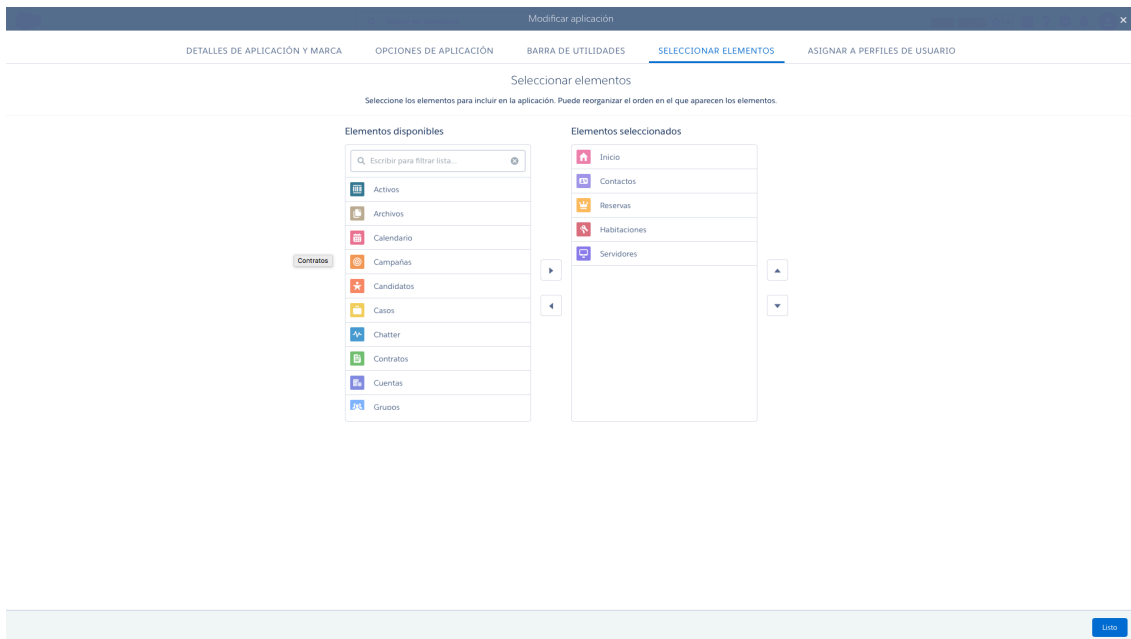 Modificar aplicación
DETALLES DE APLICACIÓN Y MARCA
OPCIONES DE APLICACIÓN
BARRA DE UTILIDADES
SELECCIONAR ELEMENTOS
ASIGNAR A PERFILES DE USUARIO
Seleccionar elementos
Seleccione los elementos para incluir en la aplicación. Puede reorganizar el orden en el que aparecen los elementos.
Elementos disponibles
Escribir para filtrar lista...
Activos
Archivos
Calendario
Campañas
Candidatos
Casos
Chatter
Contratos
Cuentas
Grupos
Contratos
Elementos seleccionados
Inicio
Contactos
Reservas
Habitaciones
Servidores
Listo